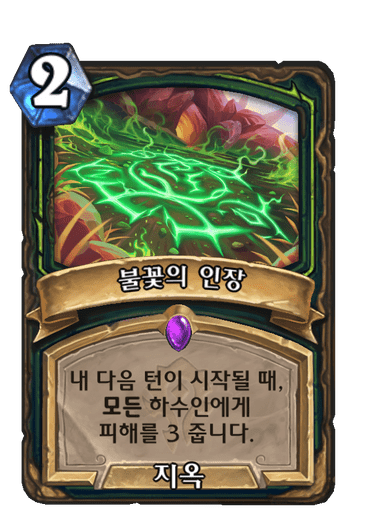 2
불꽃의 인장
내 다음 턴이 시작될 때,
모든 하수인에게
피해를 3 줍니다.
지옥